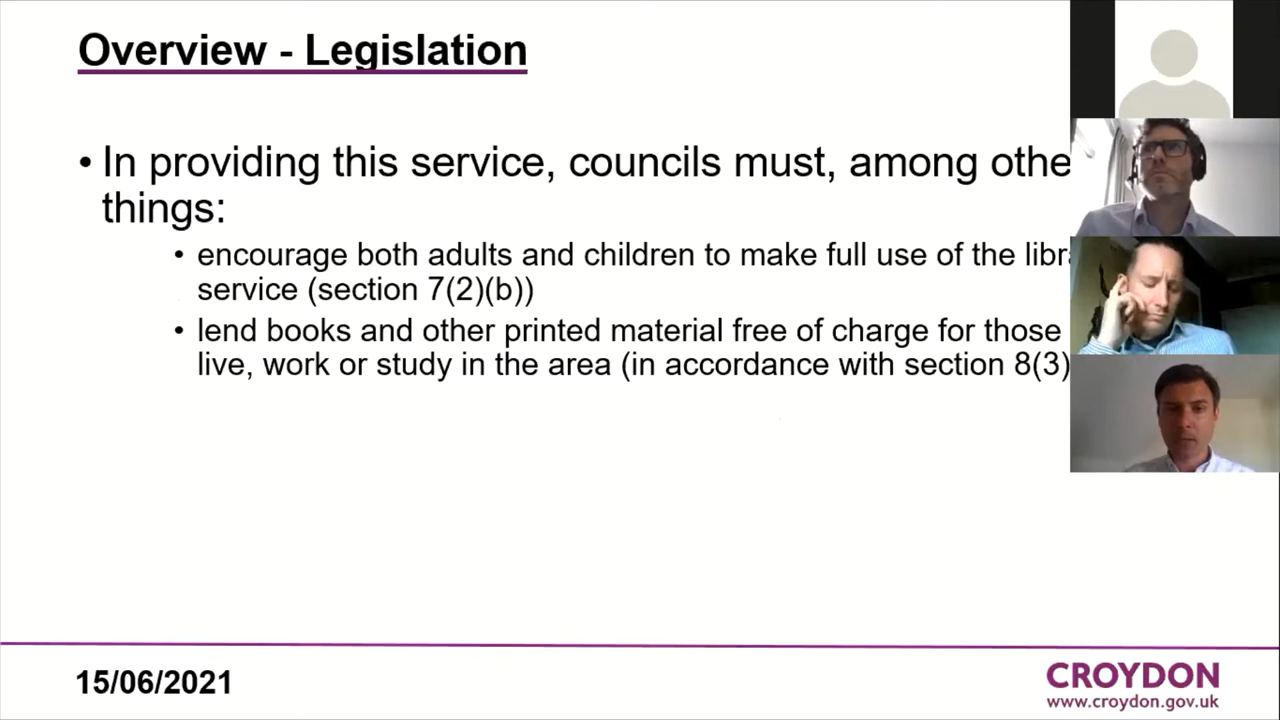 Overview - Legislation
• In providing this service, councils must, among othe
things:
• encourage both adults and children to make full use of the libra
service (section 7(2)(b))
• lend books and other printed material free of charge for those
live, work or study in the area (in accordance with section 8(3)
15/06/2021
CROYDON
www.croydon.gov.uk